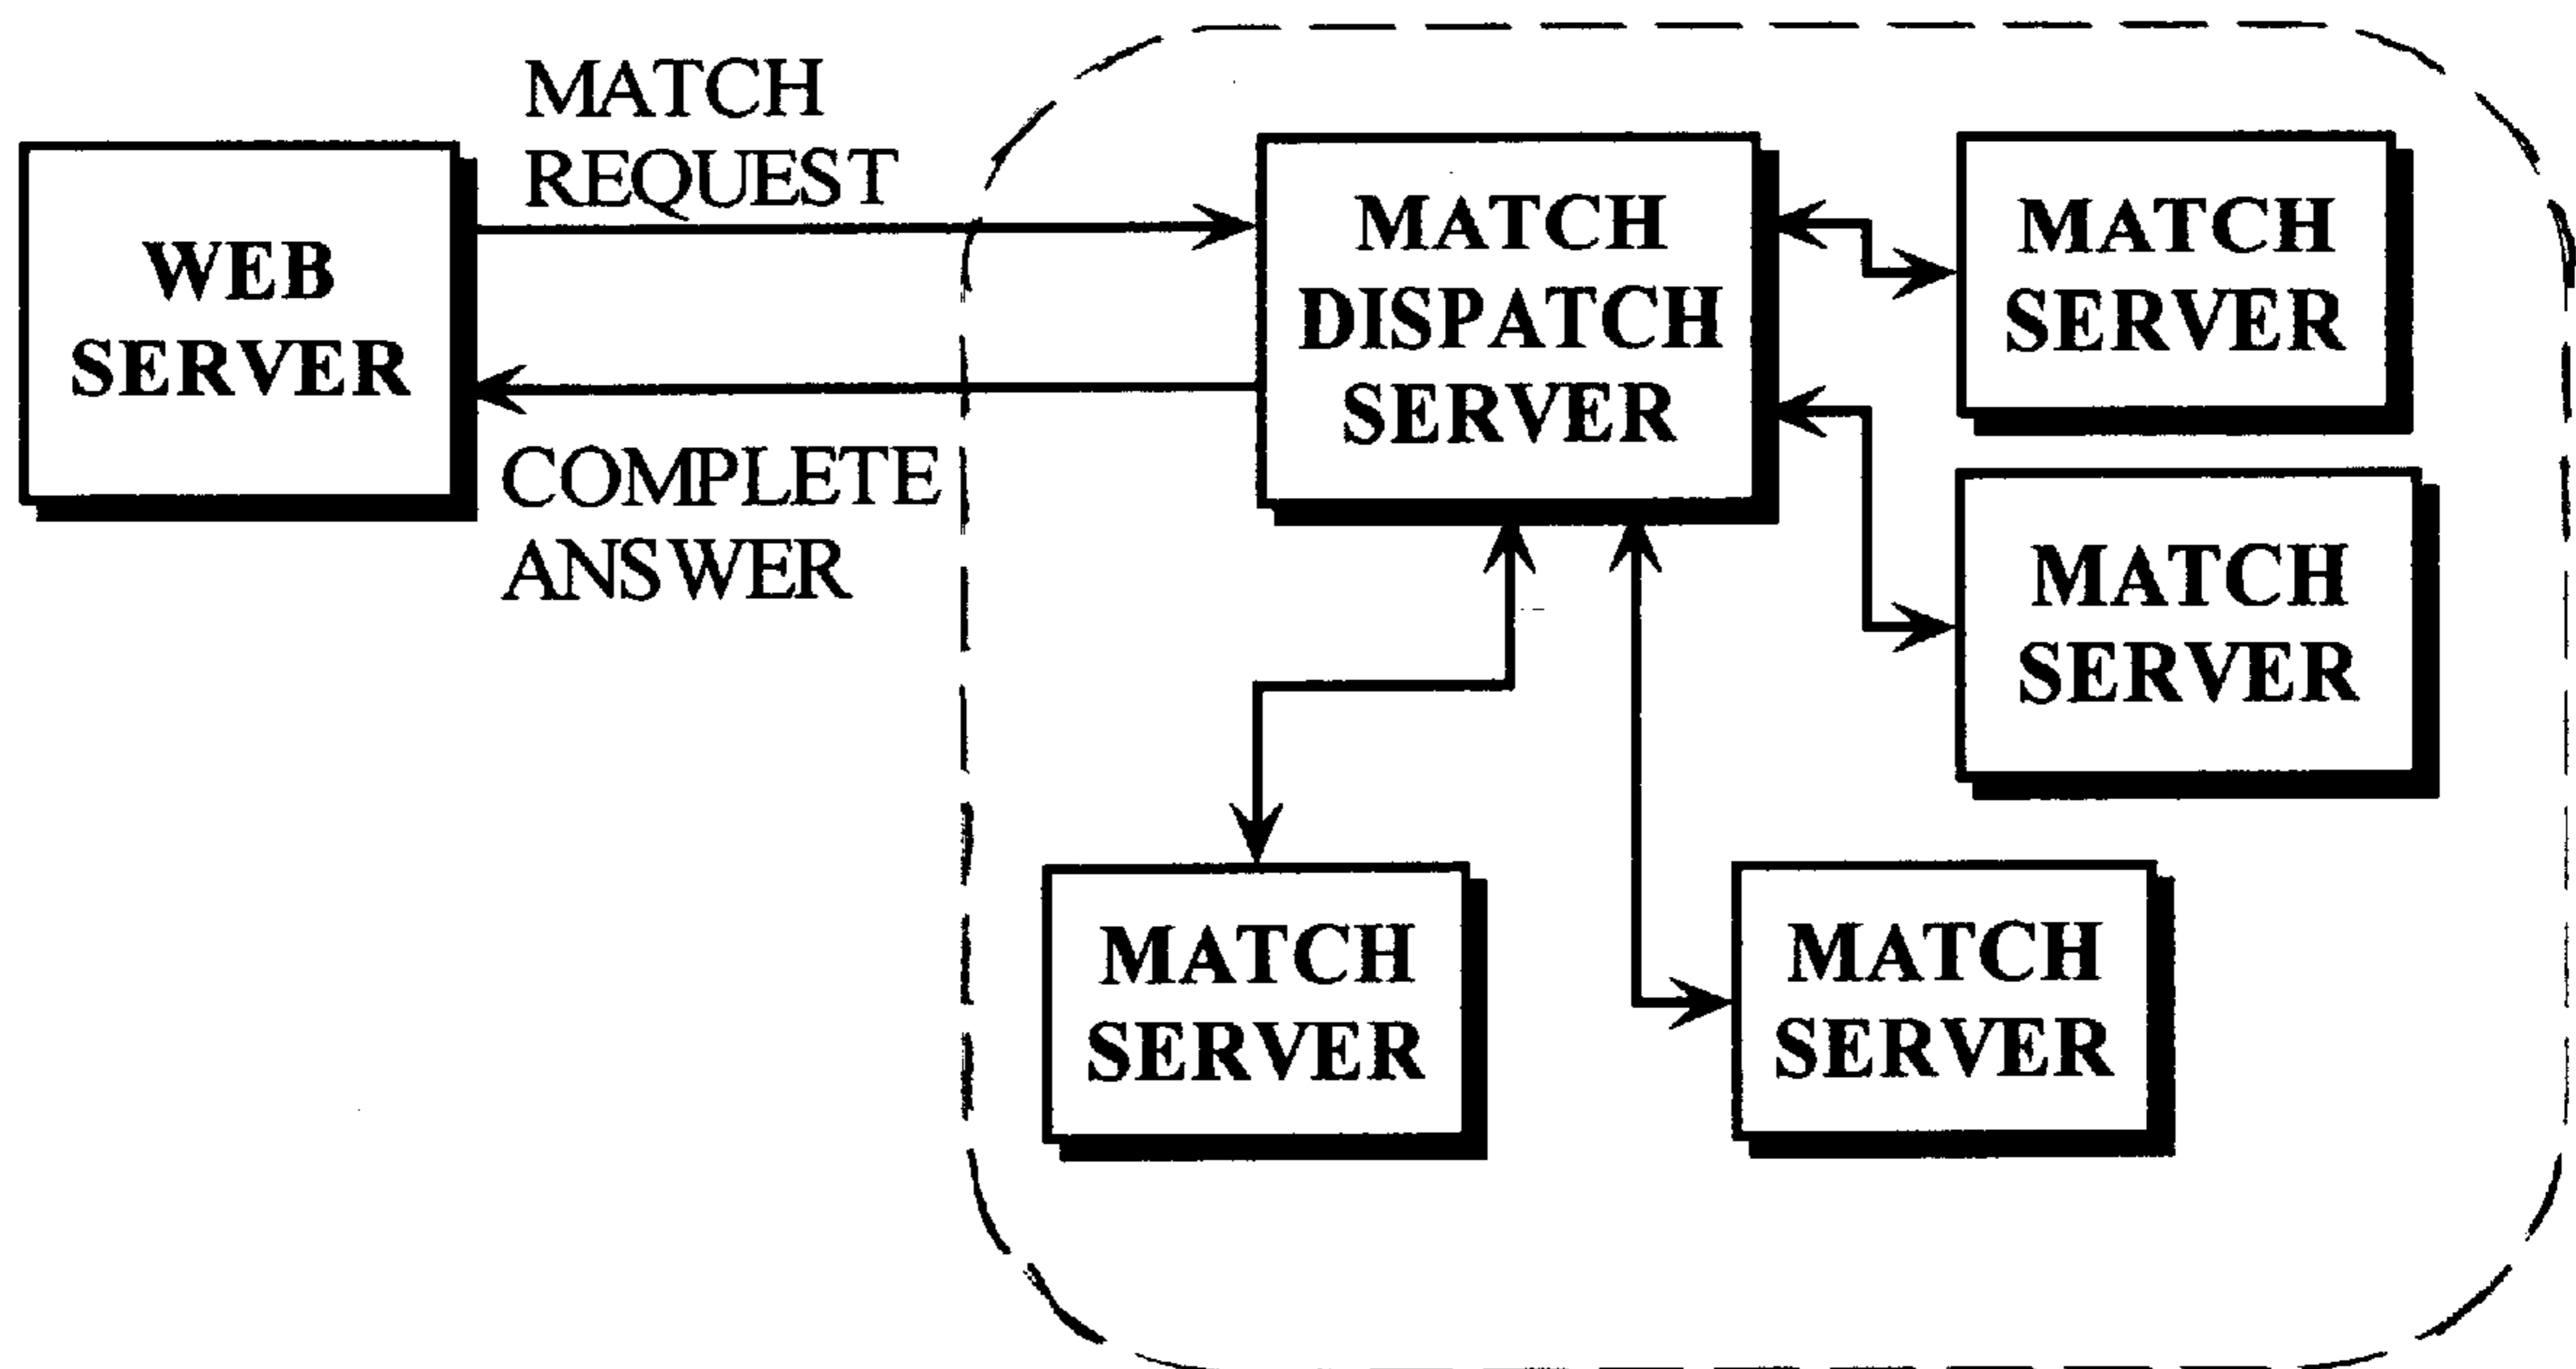 MATCH
REQUEST
WEB
SERVER
COMPLETE
ANSWER
MATCH
DISPATCH
SERVER
MATCH
SERVER
MATCH
SERVER
MATCH
SERVER
MATCH
SERVER